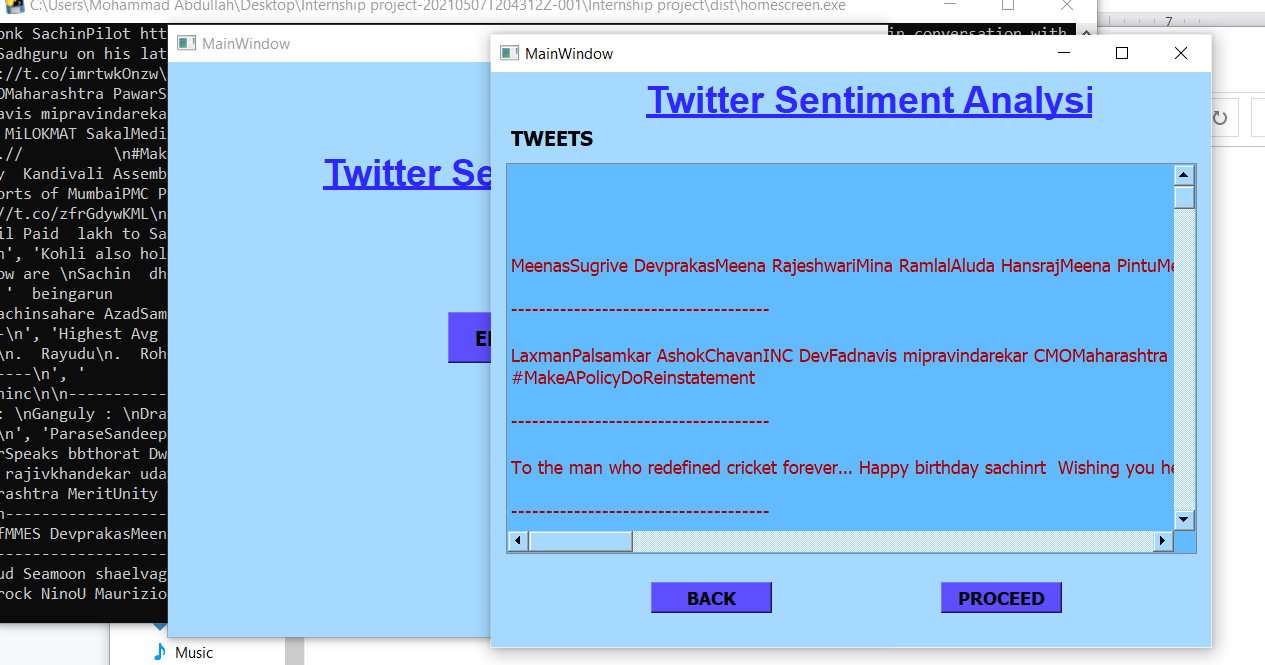 C:\Users\Mohammad Abdullah\Desktop\Internship project-20210507T204312Z-001\Internship project\dist\homescreen.exe
7
onk SachinPilot htt
in conversation with
Sadhguru on his lat
://t.co/imrtwkOnzw\
OMaharashtra PawarS
avis mipravindareka
MiLOKMAT SakalMedi
.// \n#Mak
y Kandivali Assemb
orts of MumbaiPMC P
//t.co/zfrGdywKML\n
il Paid lakh to Sa
n', 'Kohli also hol
ow are \nSachin dh
' beingarun
achinsahare AzadSam
-\n', 'Highest Avg
\n. Rayudu\n. Roh
----\n', '
ninc\n\n-----------
: \nGanguly : \nDra
\n', 'ParaseSandeep
rSpeaks bbthorat Dw
rajivkhandekar uda
rashtra MeritUnity
n------------------
fMMES DevprakasMeen
-------------------
ud Seamoon shaelvag
rock NinoU Maurizio
MainWindow
Twitter Se
MainWindow
Twitter Sentiment Analysi
TWEETS
MeenasSugrive DevprakasMeena RajeshwariMina RamlalAluda HansrajMeena PintuMe
-------------------------------------
LaxmanPalsamkar AshokChavanINC DevFadnavis mipravindarekar CMOMaharashtra
#MakeAPolicyDoReinstatement
-------------------------------------
To the man who redefined cricket forever... Happy birthday sachinrt Wishing you he
-------------------------------------
BACK
PROCEED
Music